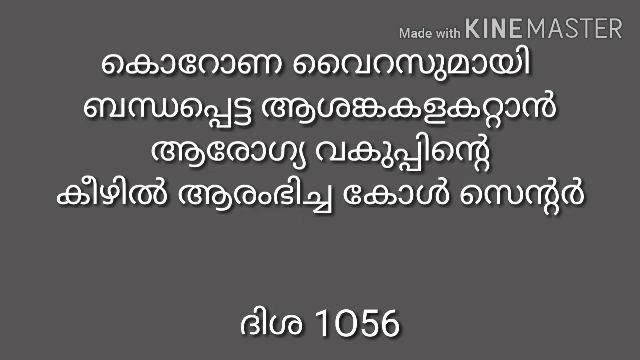 Made with KINEMASTER
കൊറോണ വൈറസുമായി
ബന്ധപ്പെട്ട ആശങ്കകളകറ്റാൻ
ആരോഗ്യ വകുപ്പിന്റെ
കീഴിൽ ആരംഭിച്ച കോൾ സെന്റർ
ദിശ 1056